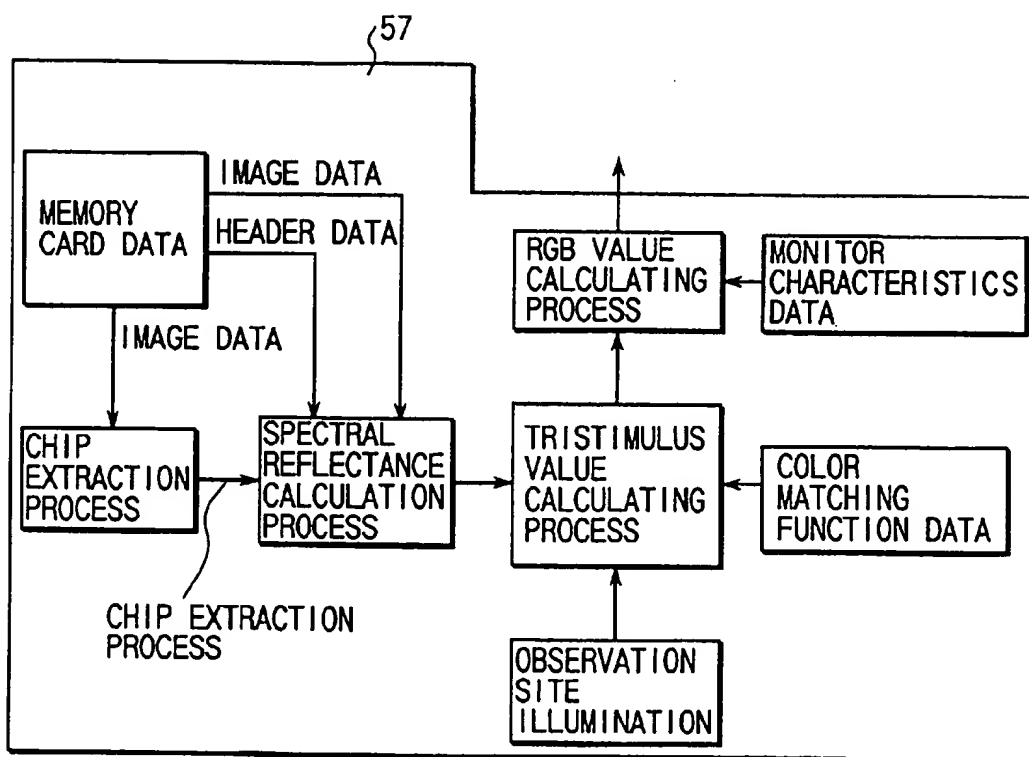 57
MEMORY
CARD DATA
IMAGE DATA
HEADER DATA
IMAGE DATA
RGB VALUE
CALCULATING
PROCESS
MONITOR
CHARACTERISTICS
DATA
CHIP
EXTRACTION
PROCESS
SPECTRAL
REFLECTANCE
CALCULATION
PROCESS
TRISTIMULUS
VALUE
CALCULATING
PROCESS
COLOR
MATCHING
FUNCTION DATA
CHIP EXTRACTION
PROCESS
OBSERVATION
SITE
ILLUMINATION